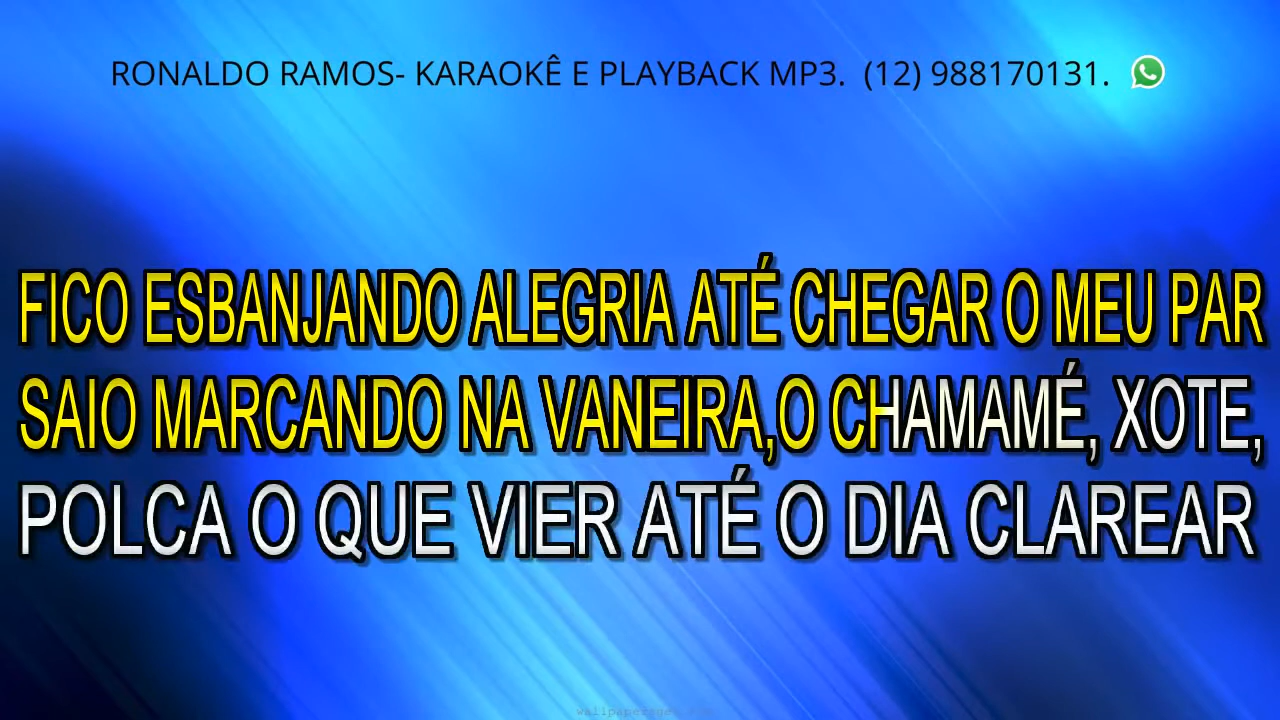 RONALDO RAMOS- KARAOKÊ E PLAYBACK MP3. (12) 988170131.
FICO ESBANJANDO ALEGRIA ATÉ CHEGAR O MEU PAR
SAIO MARCANDO NA VANEIRA,O CHAMAMÉ, XOTE,
POLCA O QUE VIER ATÉ O DIA CLAREAR